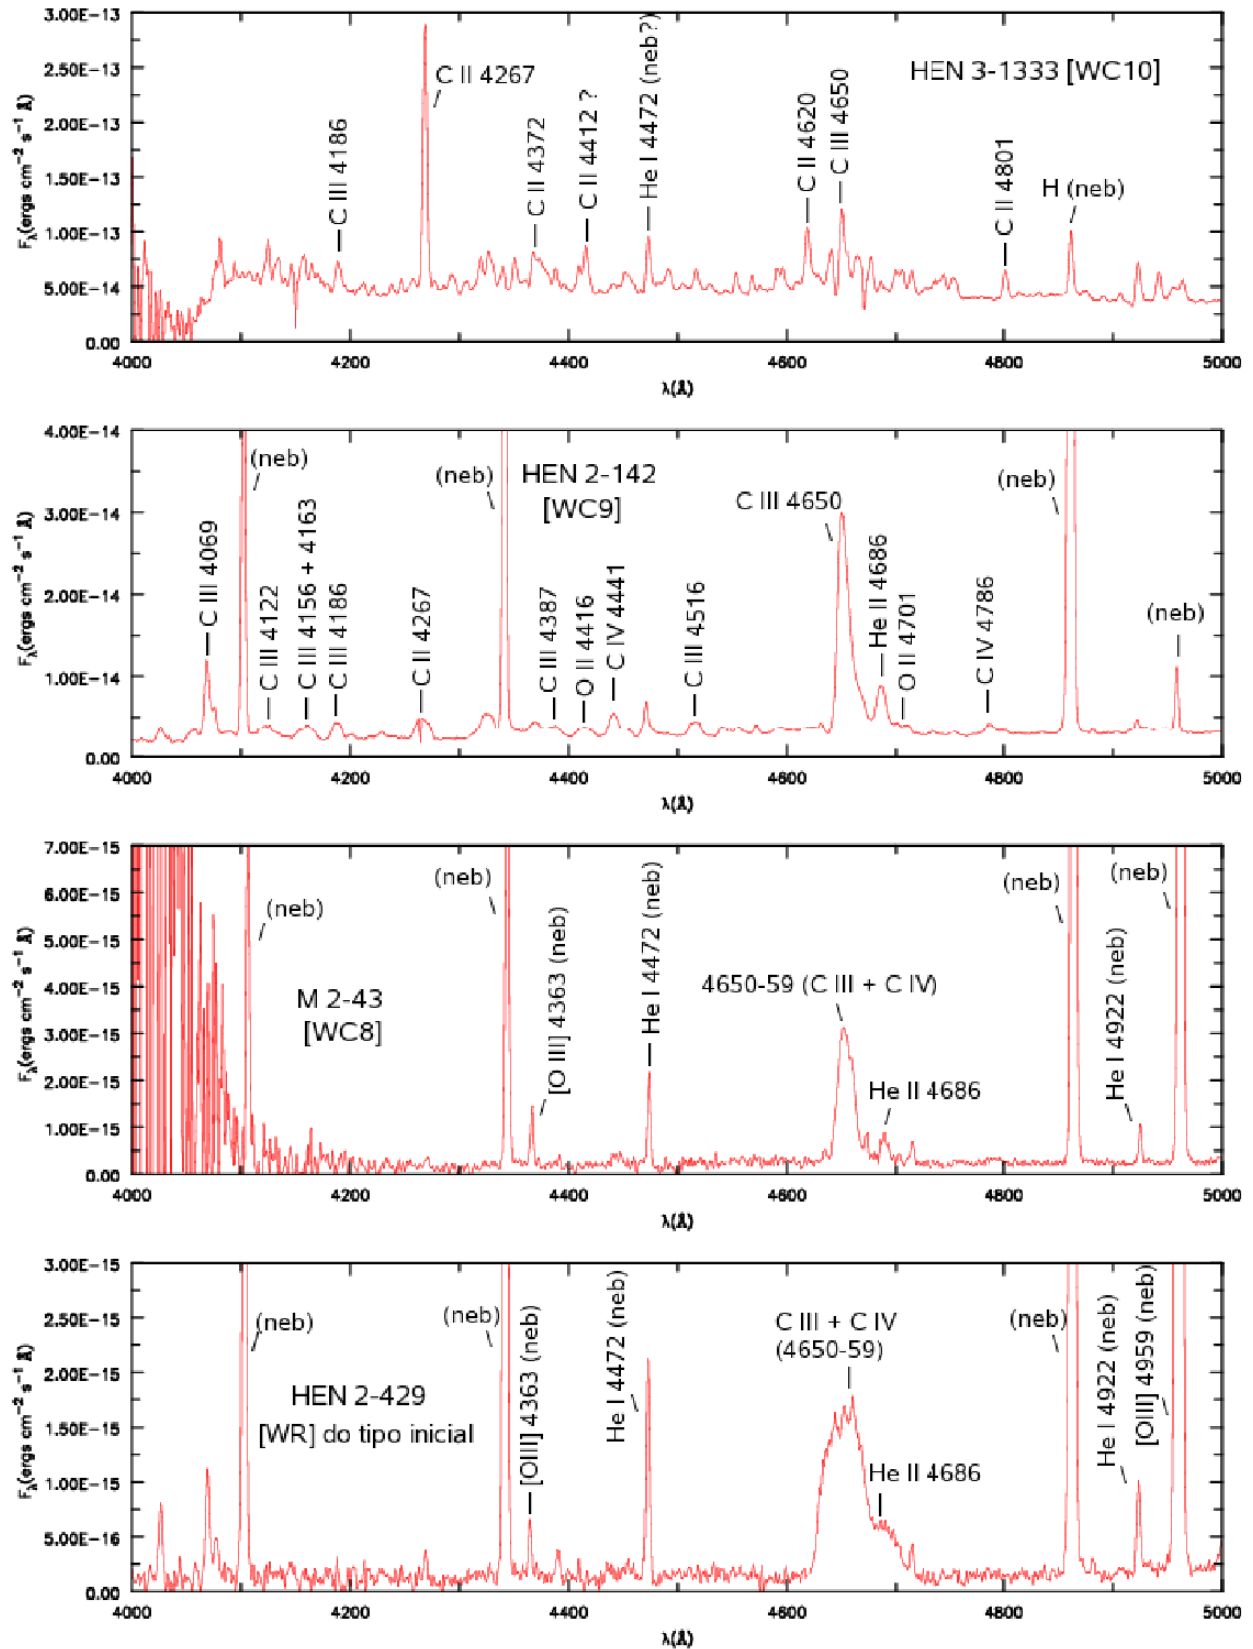 3.00E-13
2.50E-13
2.00E-13
1.50E-13
1.00E-13
5.00E-14
0.00
Fλ(ergs cm−2 s−1 Å)
C III 4186
C II 4267
C II 4372
C II 4412 ?
He I 4472 (neb?)
C II 4620
C III 4650
HEN 3-1333 [WC10]
C II 4801
H (neb)
4000
4200
4400
4600
4800
5000
λ(Å)
4.00E-14
3.00E-14
2.00E-14
1.00E-14
0.00
Fλ(ergs cm−2 s−1 Å)
C III 4069
(neb)
C III 4122
C III 4156 + 4163
C III 4186
C II 4267
(neb)
HEN 2-142
[WC9]
C III 4387
O II 4416
C IV 4441
C III 4516
C III 4650
He II 4686
O II 4701
C IV 4786
(neb)
(neb)
4000
4200
4400
4600
4800
5000
λ(Å)
7.00E-15
6.00E-15
5.00E-15
4.00E-15
3.00E-15
2.00E-15
1.00E-15
0.00
Fλ(ergs cm−2 s−1 Å)
(neb)
M 2-43
[WC8]
(neb)
[O III] 4363 (neb)
He I 4472 (neb)
4650-59 (C III + C IV)
He II 4686
(neb)
He I 4922 (neb)
(neb)
4000
4200
4400
4600
4800
5000
λ(Å)
3.00E-15
2.50E-15
2.00E-15
1.50E-15
1.00E-15
5.00E-16
0.00
Fλ(ergs cm−2 s−1 Å)
(neb)
HEN 2-429
[WR] do tipo inicial
(neb)
[OIII] 4363 (neb)
He I 4472 (neb)
C III + C IV
(4650-59)
He II 4686
(neb)
He I 4922 (neb)
[OIII] 4959 (neb)
4000
4200
4400
4600
4800
5000
λ(Å)